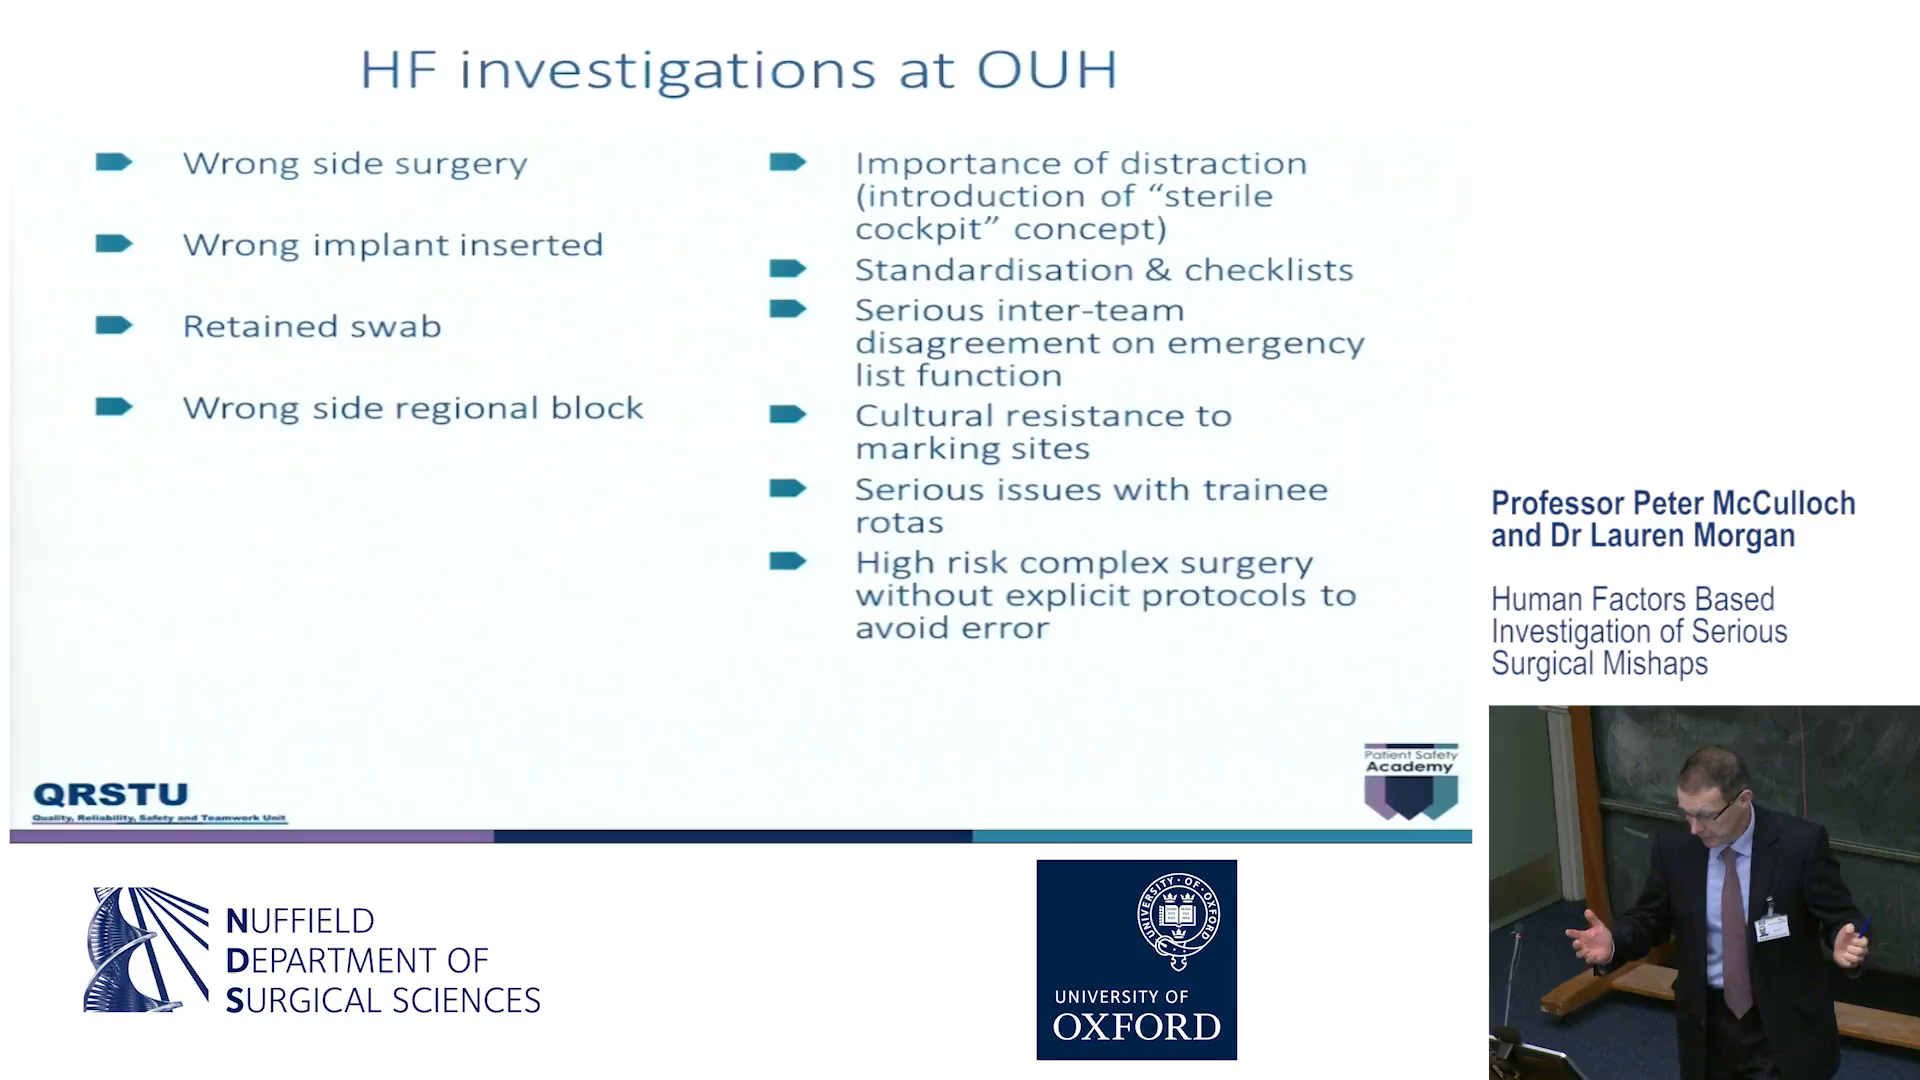 HF investigations at OUH
Wrong side surgery
Wrong implant inserted
Retained swab
Wrong side regional block
Importance of distraction
(introduction of “sterile
cockpit” concept)
Standardisation & checklists
Serious inter-team
disagreement on emergency
list function
Cultural resistance to
marking sites
Serious issues with trainee
rotas
High risk complex surgery
without explicit protocols to
avoid error
QRSTU
Quality, Reliability, Safety and Teamwork Unit
Patient Safety
Academy
Professor Peter McCulloch
and Dr Lauren Morgan
Human Factors Based
Investigation of Serious
Surgical Mishaps
NUFFIELD
DEPARTMENT OF
SURGICAL SCIENCES
UNIVERSITY OF OXFORD
UNIVERSITY OF
OXFORD